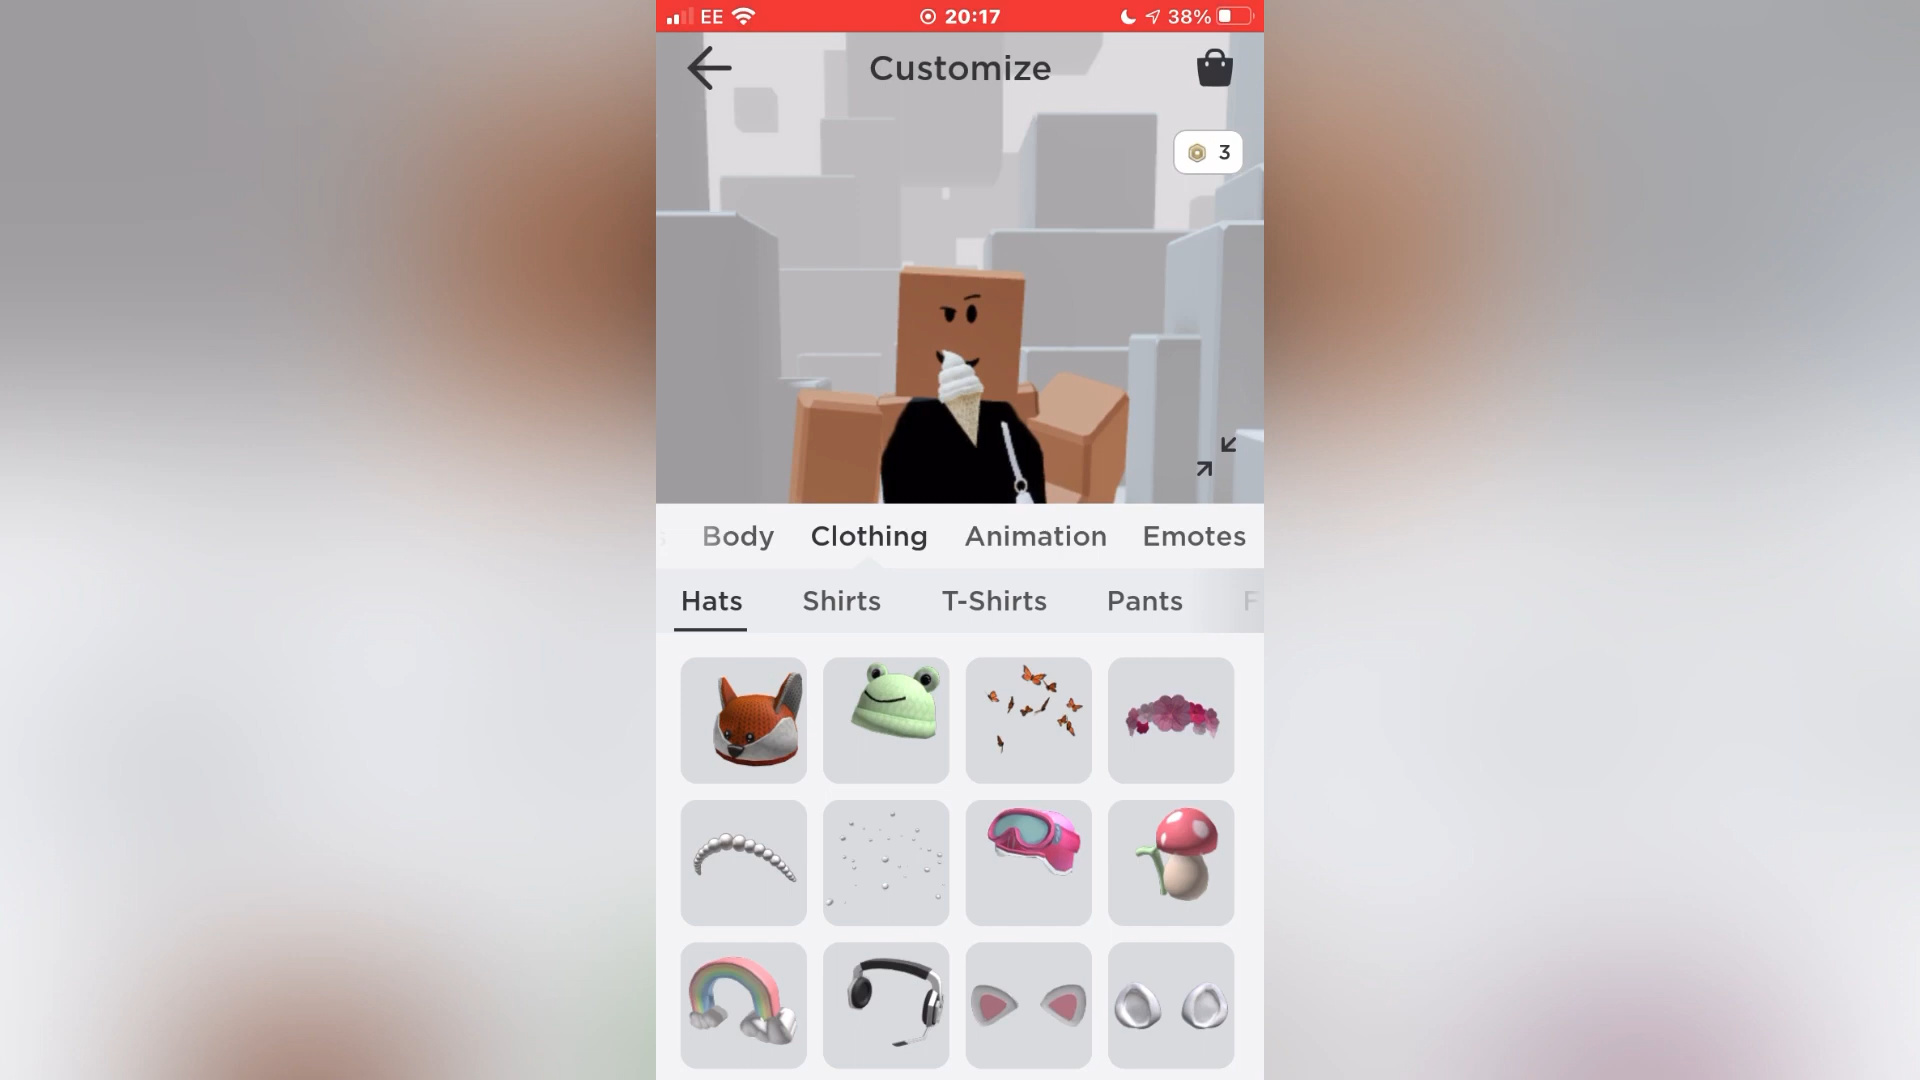 EE 20:17 38%
Customize
3
Body Clothing Animation Emotes
Hats Shirts T-Shirts Pants F